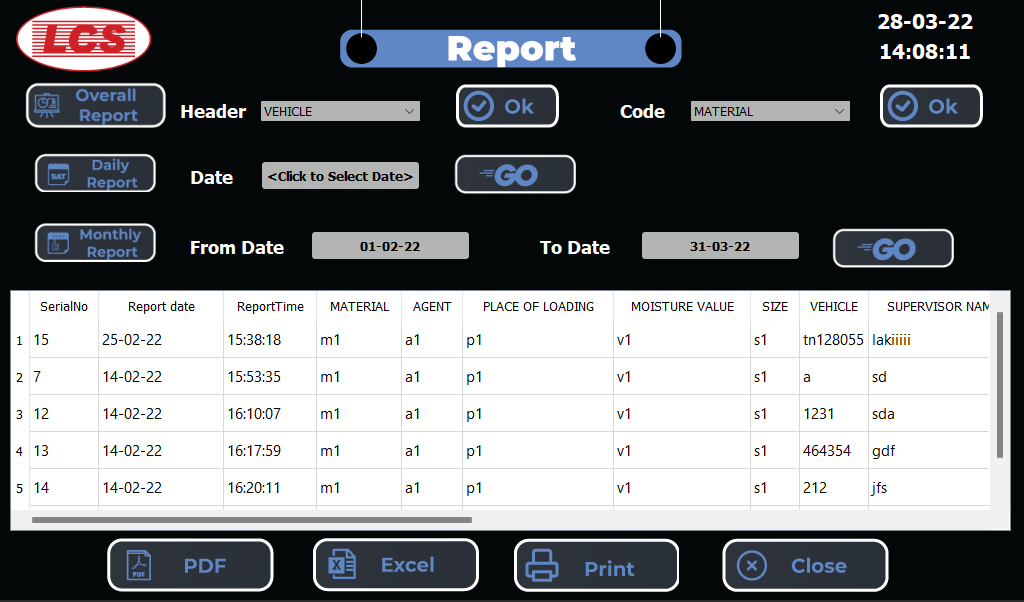 LCS
Report
28-03-22
14:08:11
Overall
Report
Header
VEHICLE
Ok
Code
MATERIAL
Ok
SAT
Daily
Report
Date
<Click to Select Date>
GO
Monthly
Report
From Date
01-02-22
To Date
31-03-22
GO
SerialNo Report date ReportTime MATERIAL AGENT PLACE OF LOADING MOISTURE VALUE SIZE VEHICLE SUPERVISOR NAM
1 15 25-02-22 15:38:18 m1 a1 p1 v1 s1 tn128055 lakiiiii
2 7 14-02-22 15:53:35 m1 a1 p1 v1 s1 a sd
3 12 14-02-22 16:10:07 m1 a1 p1 v1 s1 1231 sda
4 13 14-02-22 16:17:59 m1 a1 p1 v1 s1 464354 gdf
5 14 14-02-22 16:20:11 m1 a1 p1 v1 s1 212 jfs
PDF
PDF
X
Excel
Print
Close